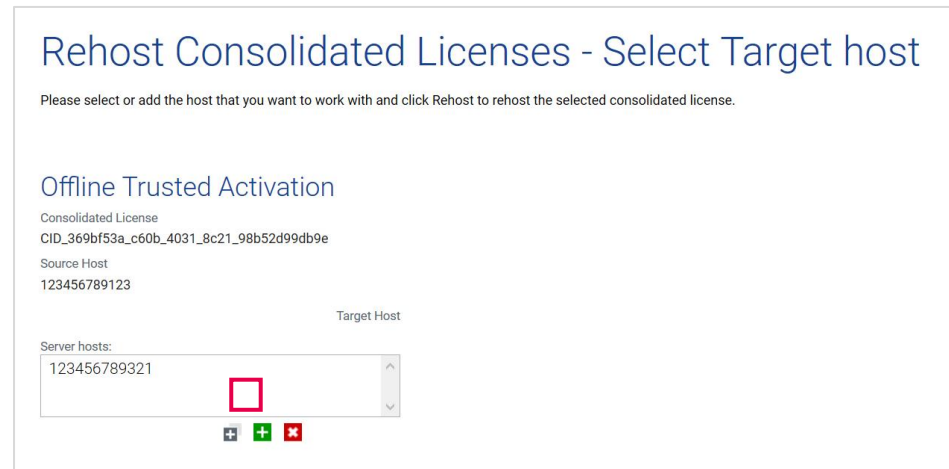 Rehost Consolidated Licenses - Select Target host
Please select or add the host that you want to work with and click Rehost to rehost the selected consolidated license.
Offline Trusted Activation
Consolidated License
CID_369bf53a_c60b_4031_8c21_98b52d99db9e
Source Host
123456789123
Target Host
Server hosts:
123456789321